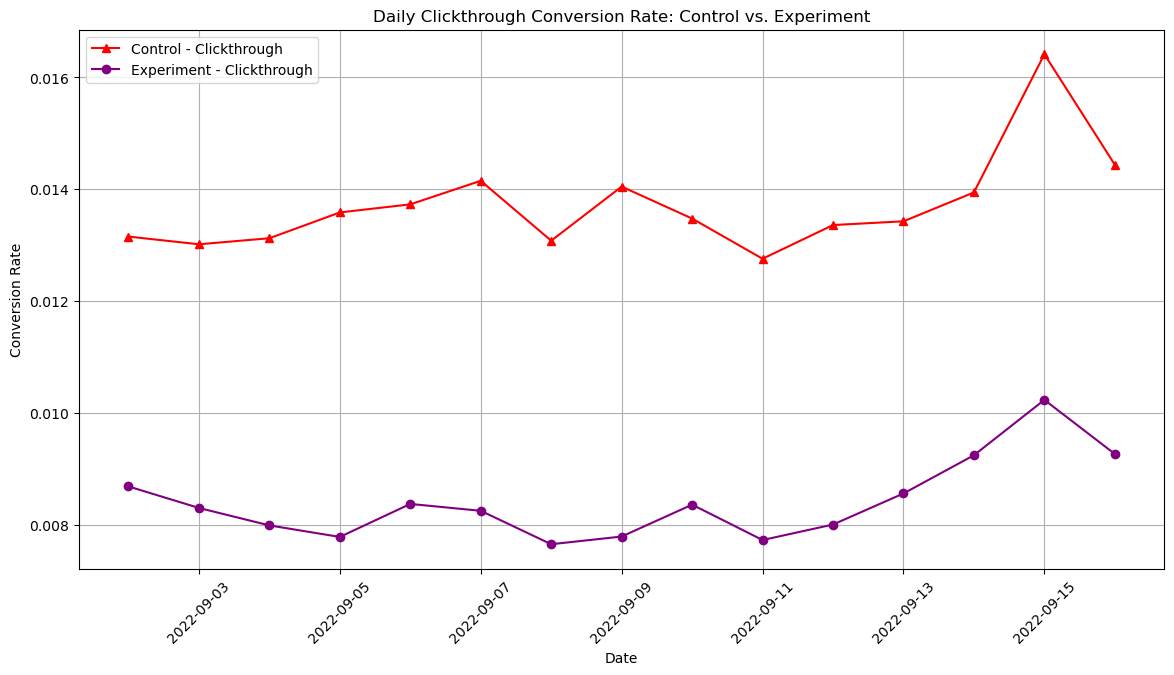 Daily Clickthrough Conversion Rate: Control vs. Experiment
Control - Clickthrough
Experiment - Clickthrough
Conversion Rate
0.016
0.014
0.012
0.010
0.008
2022-09-03
2022-09-05
2022-09-07
2022-09-09
2022-09-11
2022-09-13
2022-09-15
Date